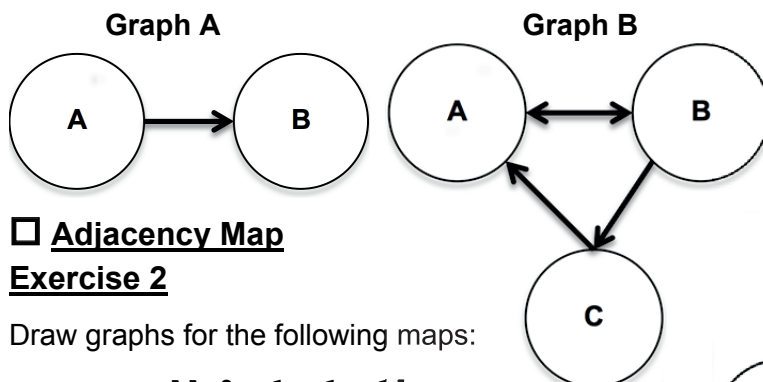 Graph A
Graph B
A
B
A
B
☐ Adjacency Map
Exercise 2
C
Draw graphs for the following maps: